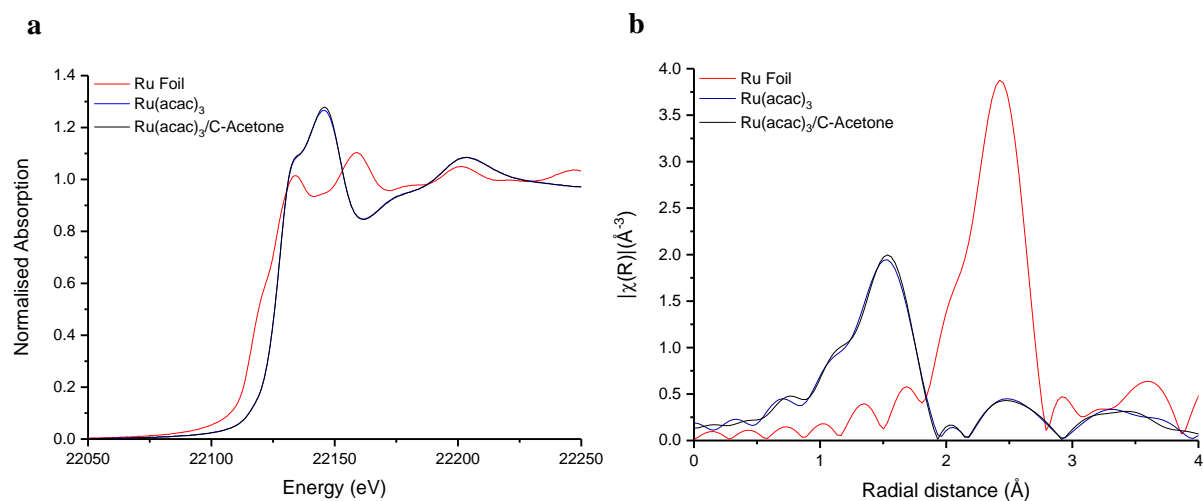 a
Ru Foil
Ru(acac)3
Ru(acac)3/C-Acetone
1.4
1.2
1.0
0.8
0.6
0.4
0.2
0.0
22050
22100
22150
22200
22250
Normalised Absorption
Energy (eV)
b
Ru Foil
Ru(acac)3
Ru(acac)3/C-Acetone
4.0
3.5
3.0
2.5
2.0
1.5
1.0
0.5
0.0
0
1
2
3
4
|χ(R)|(Å-3)
Radial distance (Å)